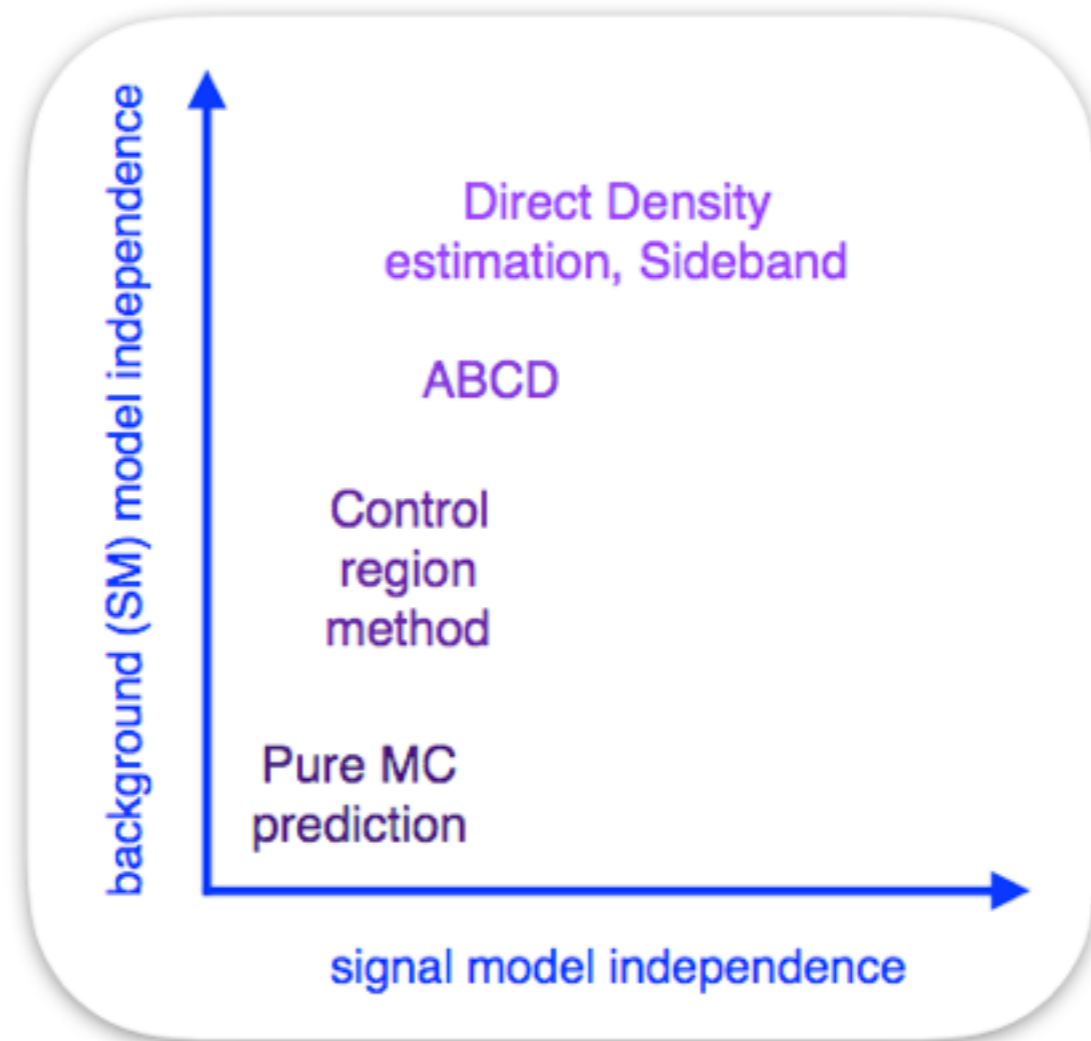 background (SM) model independence
Direct Density
estimation, Sideband
ABCD
Control
region
method
Pure MC
prediction
signal model independence